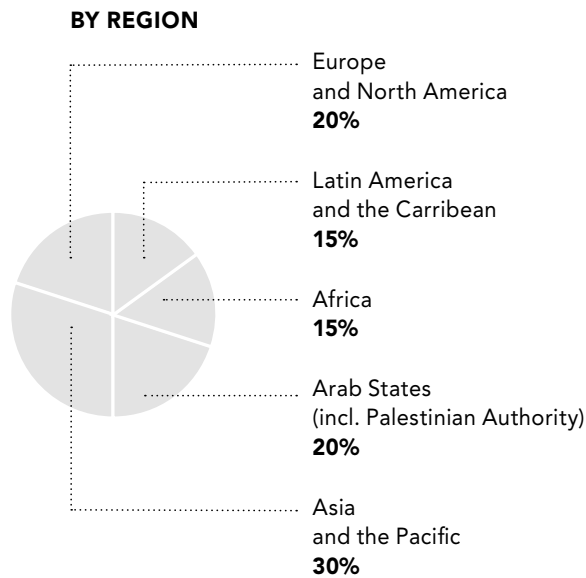 BY REGION
Europe
and North America
20%
Latin America
and the Carribean
15%
Africa
15%
Arab States
(incl. Palestinian Authority)
20%
Asia
and the Pacific
30%